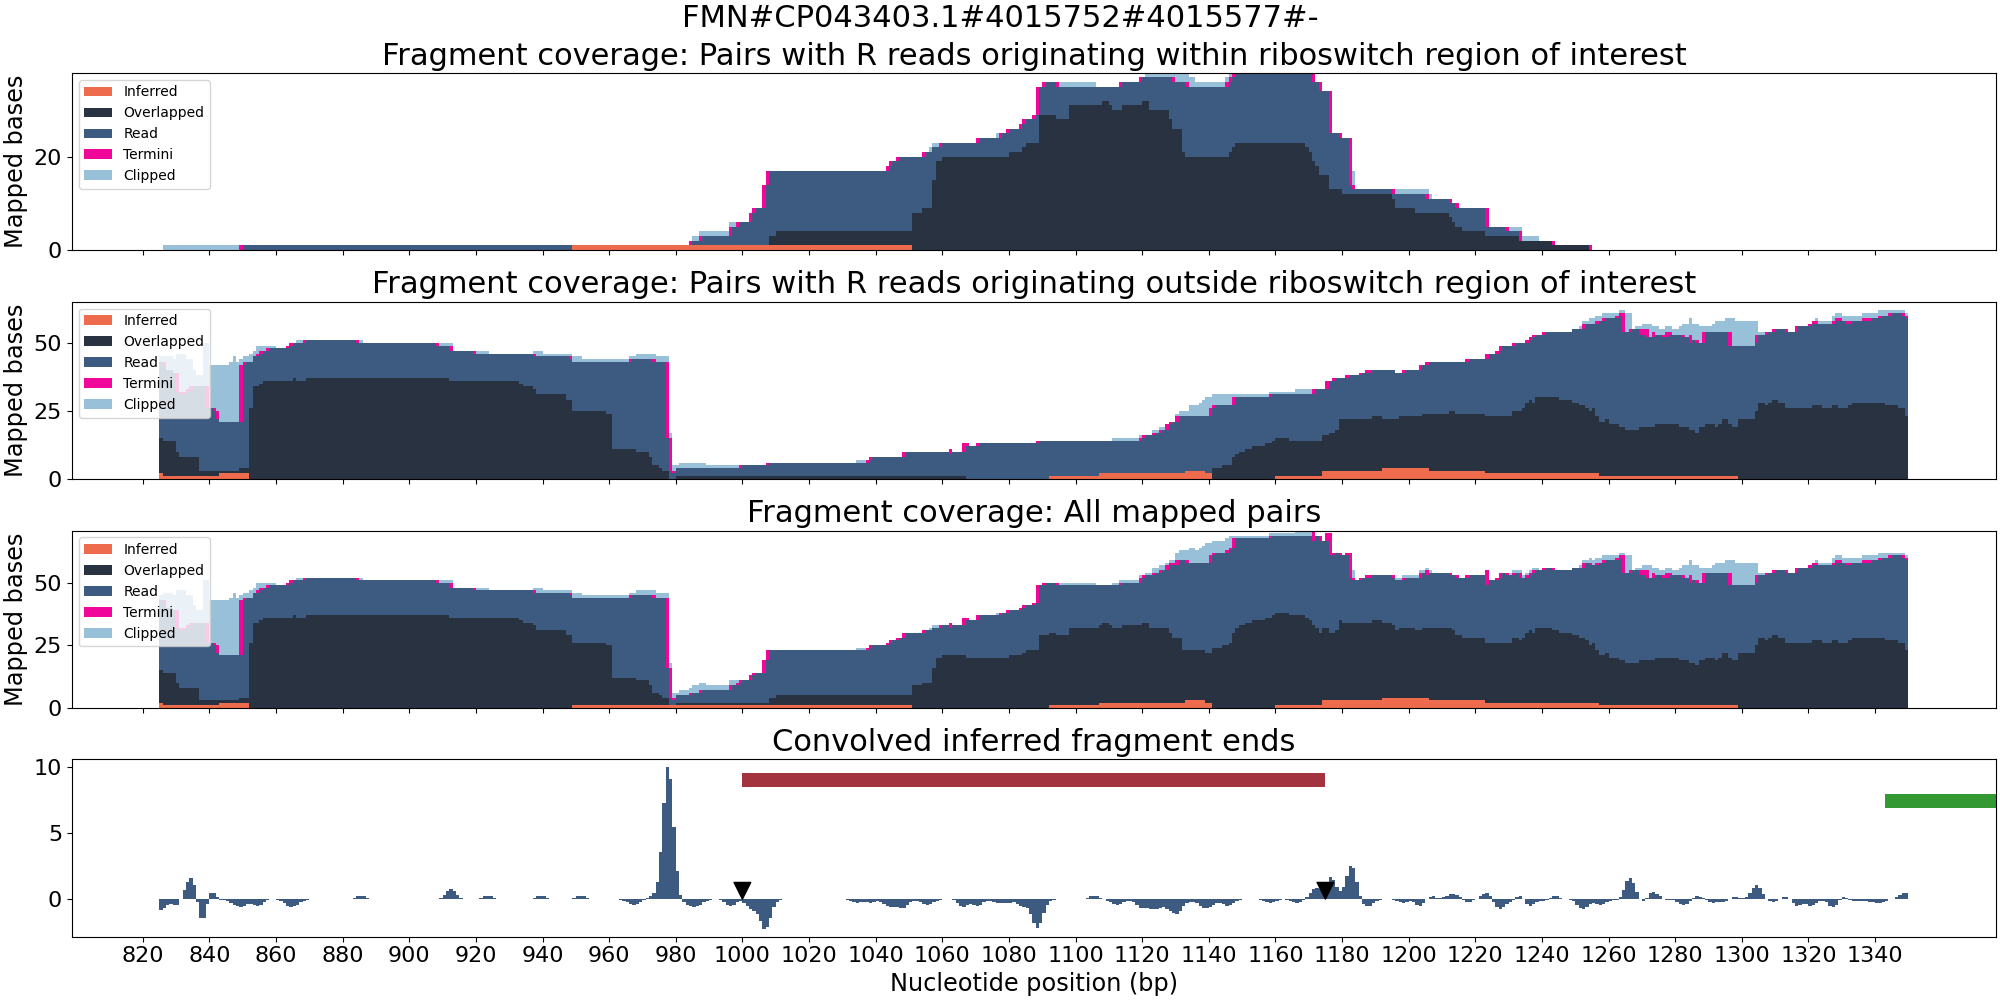 FMN#CP043403.1#4015752#4015577#-
Fragment coverage: Pairs with R reads originating within riboswitch region of interest
Mapped bases
20
0
Inferred
Overlapped
Read
Termini
Clipped
Fragment coverage: Pairs with R reads originating outside riboswitch region of interest
Mapped bases
50
25
0
Inferred
Overlapped
Read
Termini
Clipped
Fragment coverage: All mapped pairs
Mapped bases
50
25
0
Inferred
Overlapped
Read
Termini
Clipped
Convolved inferred fragment ends
10
5
0
820 840 860 880 900 920 940 960 980 1000 1020 1040 1060 1080 1100 1120 1140 1160 1180 1200 1220 1240 1260 1280 1300 1320 1340
Nucleotide position (bp)